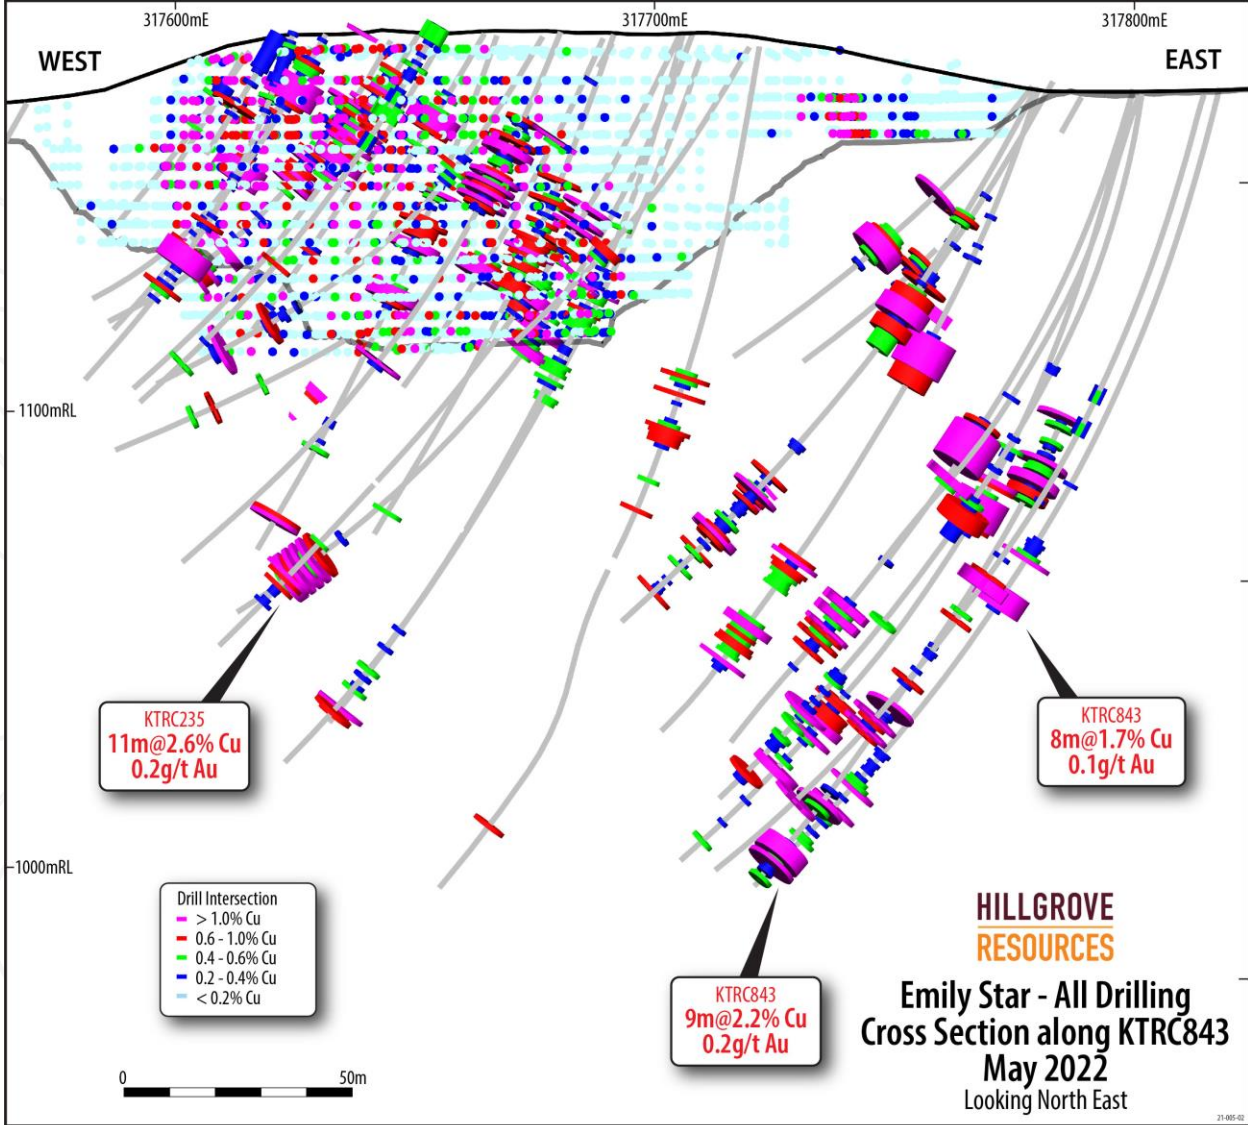 317600mE
317700mE
317800mE
WEST
EAST
1100mRL
KTRC235
11m@2.6% Cu
0.2g/t Au
KTRC843
8m@1.7% Cu
0.1g/t Au
1000mRL
Drill Intersection
> 1.0% Cu
0.6 - 1.0% Cu
0.4 - 0.6% Cu
0.2 - 0.4% Cu
< 0.2% Cu
HILLGROVE
RESOURCES
KTRC843
9m@2.2% Cu
0.2g/t Au
Emily Star - All Drilling
Cross Section along KTRC843
May 2022
Looking North East
0
50m
21-005-02